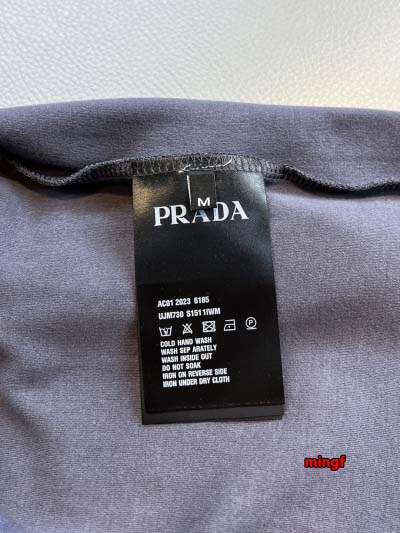 M
PRADA
AC01 2023 6185
UJM730 S1511IWM
COLD HAND WASH
WASH SEP ARATELY
WASH INSIDE OUT
DO NOT SOAK
IRON ON REVERSE SIDE
IRON UNDER DRY CLOTH
mingf